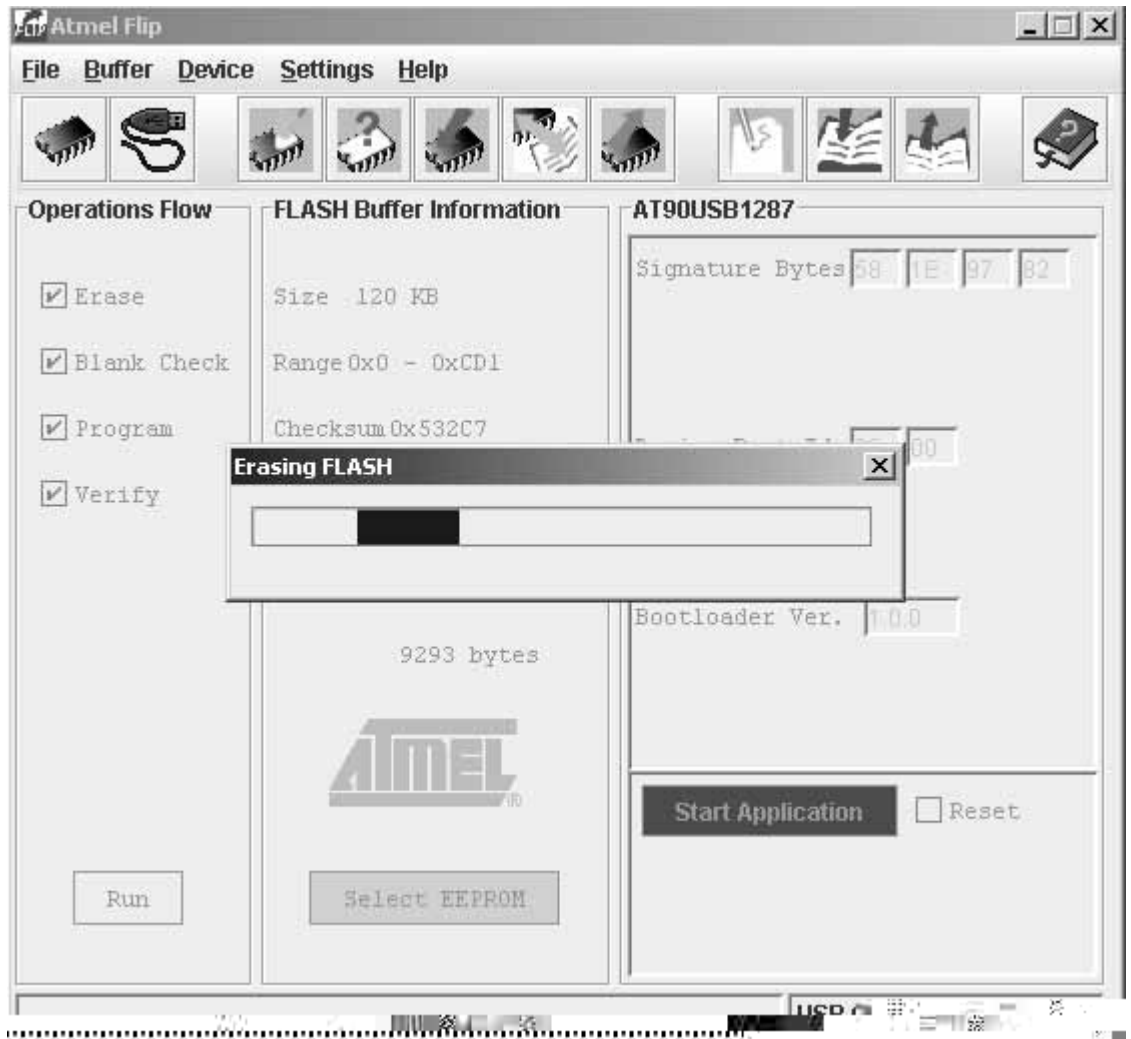 Atmel Flip
File Buffer Device Settings Help
Operations Flow
Erase
Blank Check
Program
Verify
Run
FLASH Buffer Information
Size 120 KB
Range 0x0 - 0xCD1
Checksum 0x532C7
9293 bytes
ATMEL
Select EEPROM
AT90USB1287
Signature Bytes 58 1E 97 82
00
Bootloader Ver. 1.0.0
Start Application Reset
Erasing FLASH
USB